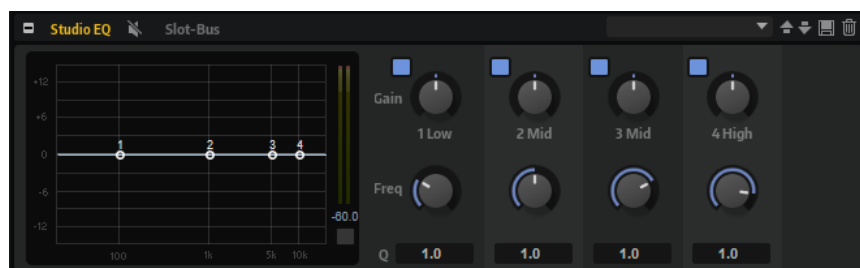 Studio EQ Slot-Bus
+12
+6
0
-6
-12
1 2 3 4
100 1k 5k 10k
-60.0
Gain
1 Low 2 Mid 3 Mid 4 High
Freq
Q 1.0 1.0 1.0 1.0